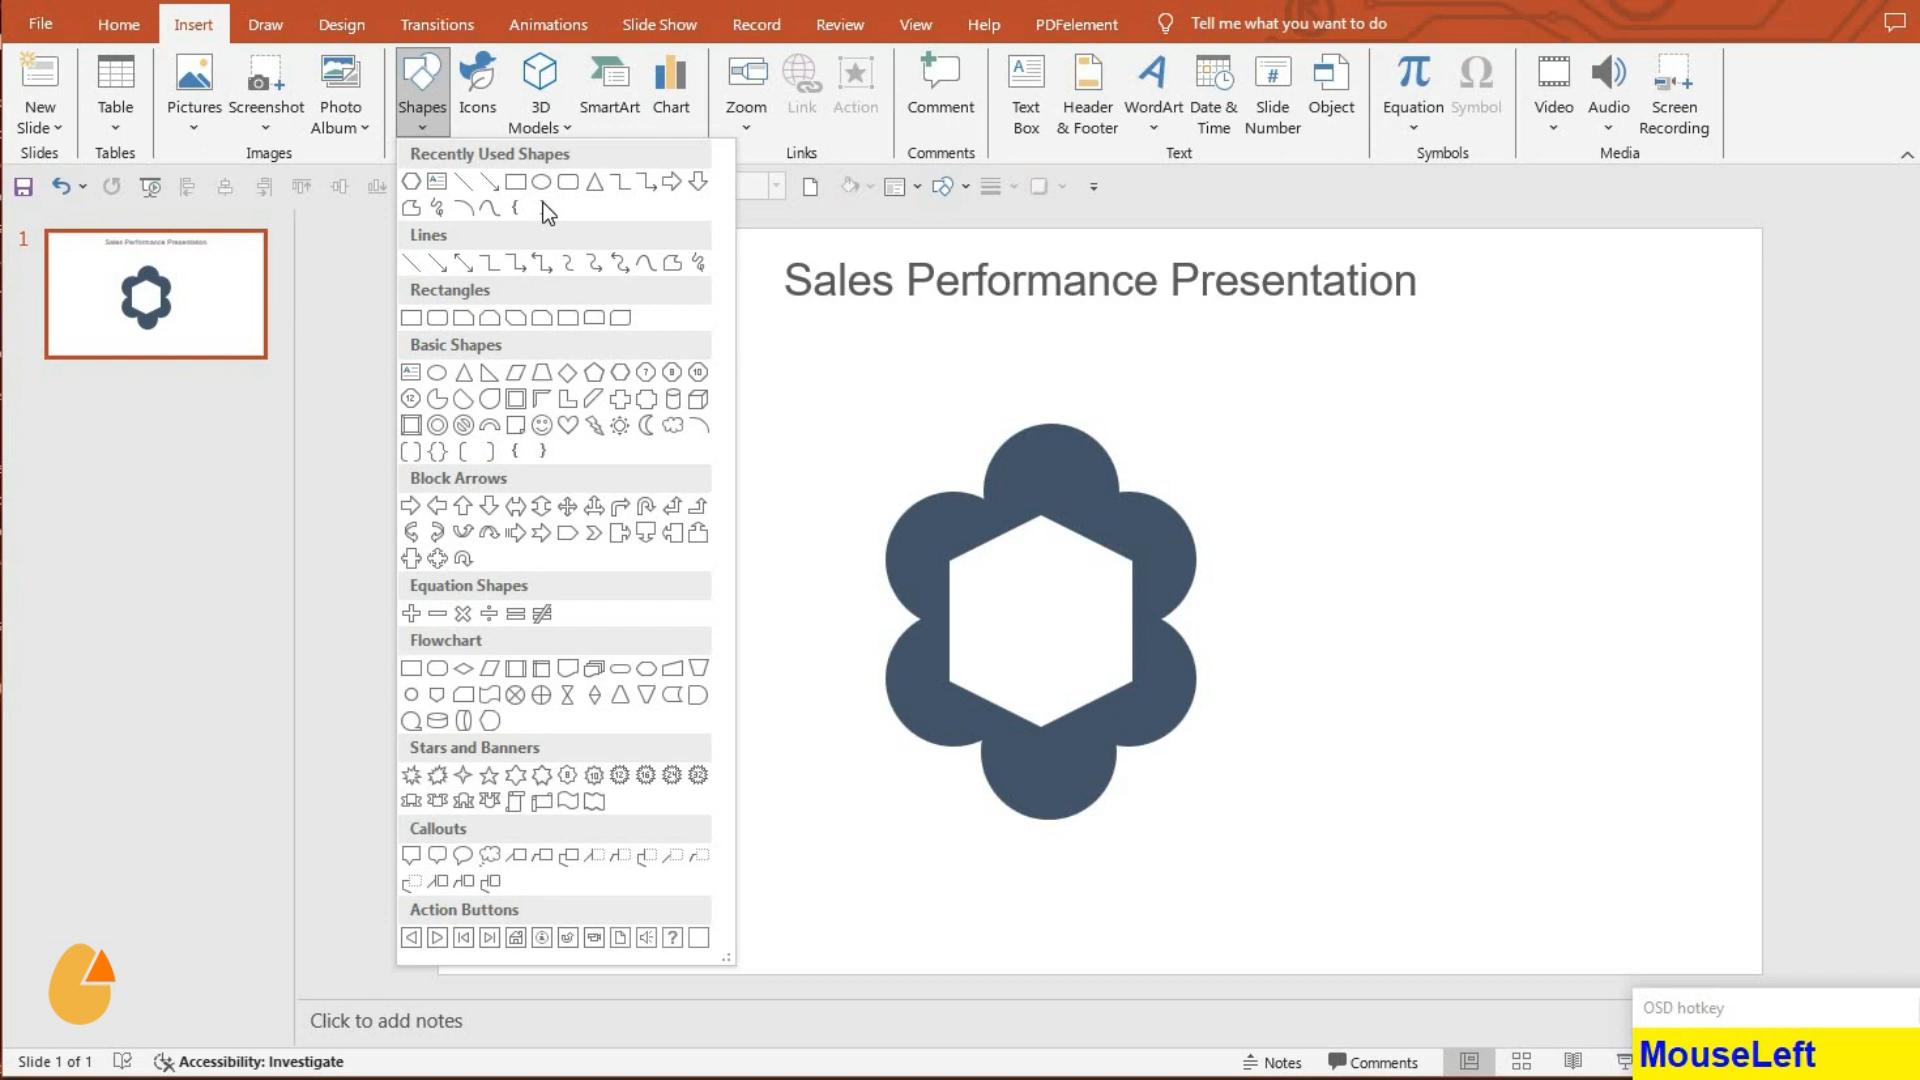 File Home Insert Draw Design Transitions Animations Slide Show Record Review View Help PDFelement Tell me what you want to do
New Slide
Table
Pictures
Screenshot
Photo Album
Shapes
Icons
3D Models
SmartArt
Chart
Zoom
Link
Action
Comment
Text Box
Header & Footer
WordArt
Date & Time
Slide Number
Object
Equation
Symbol
Video
Audio
Screen Recording
Slides Tables Images Links Comments Text Symbols Media
Recently Used Shapes
Lines
Rectangles
Basic Shapes
Block Arrows
Equation Shapes
Flowchart
Stars and Banners
Callouts
Action Buttons
1
Sales Performance Presentation
Sales Performance Presentation
Click to add notes
Slide 1 of 1 Accessibility: Investigate Notes Comments
OSD hotkey
MouseLeft